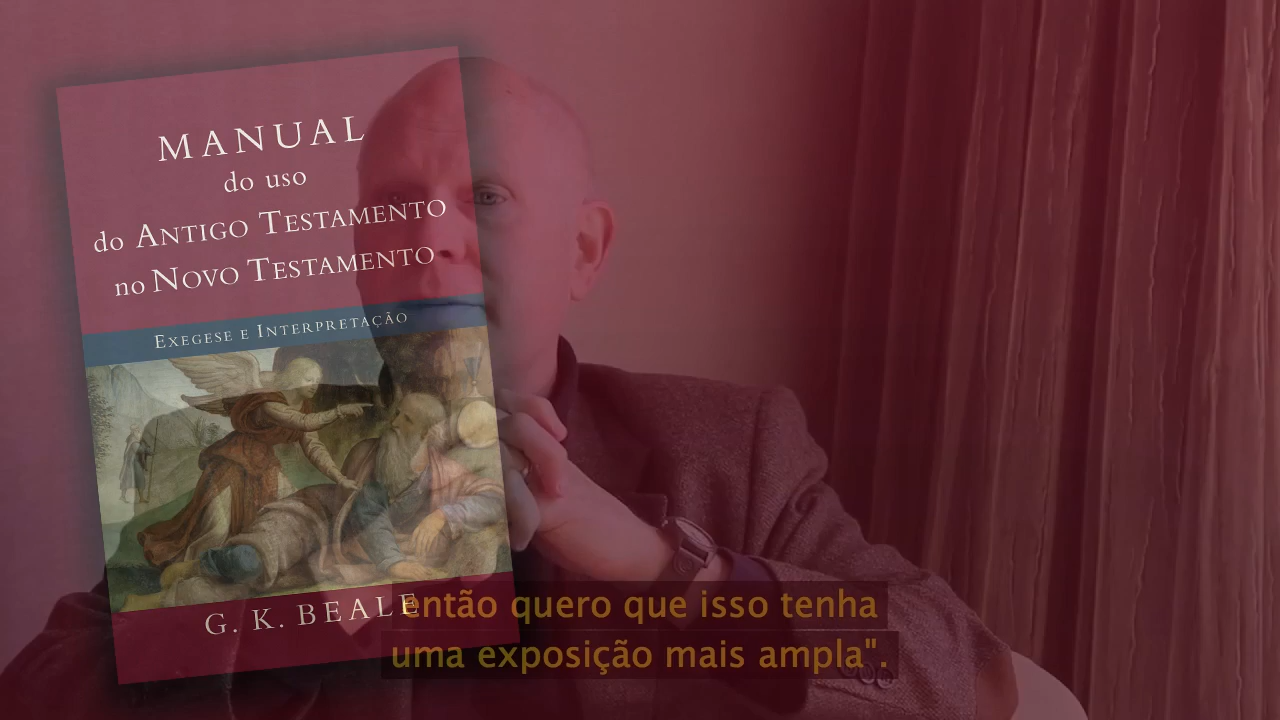 MANUAL
do uso
do ANTIGO TESTAMENTO
no NOVO TESTAMENTO
EXEGESE E INTERPRETAÇÃO
G. K. BEALE
então quero que isso tenha
uma exposição mais ampla".